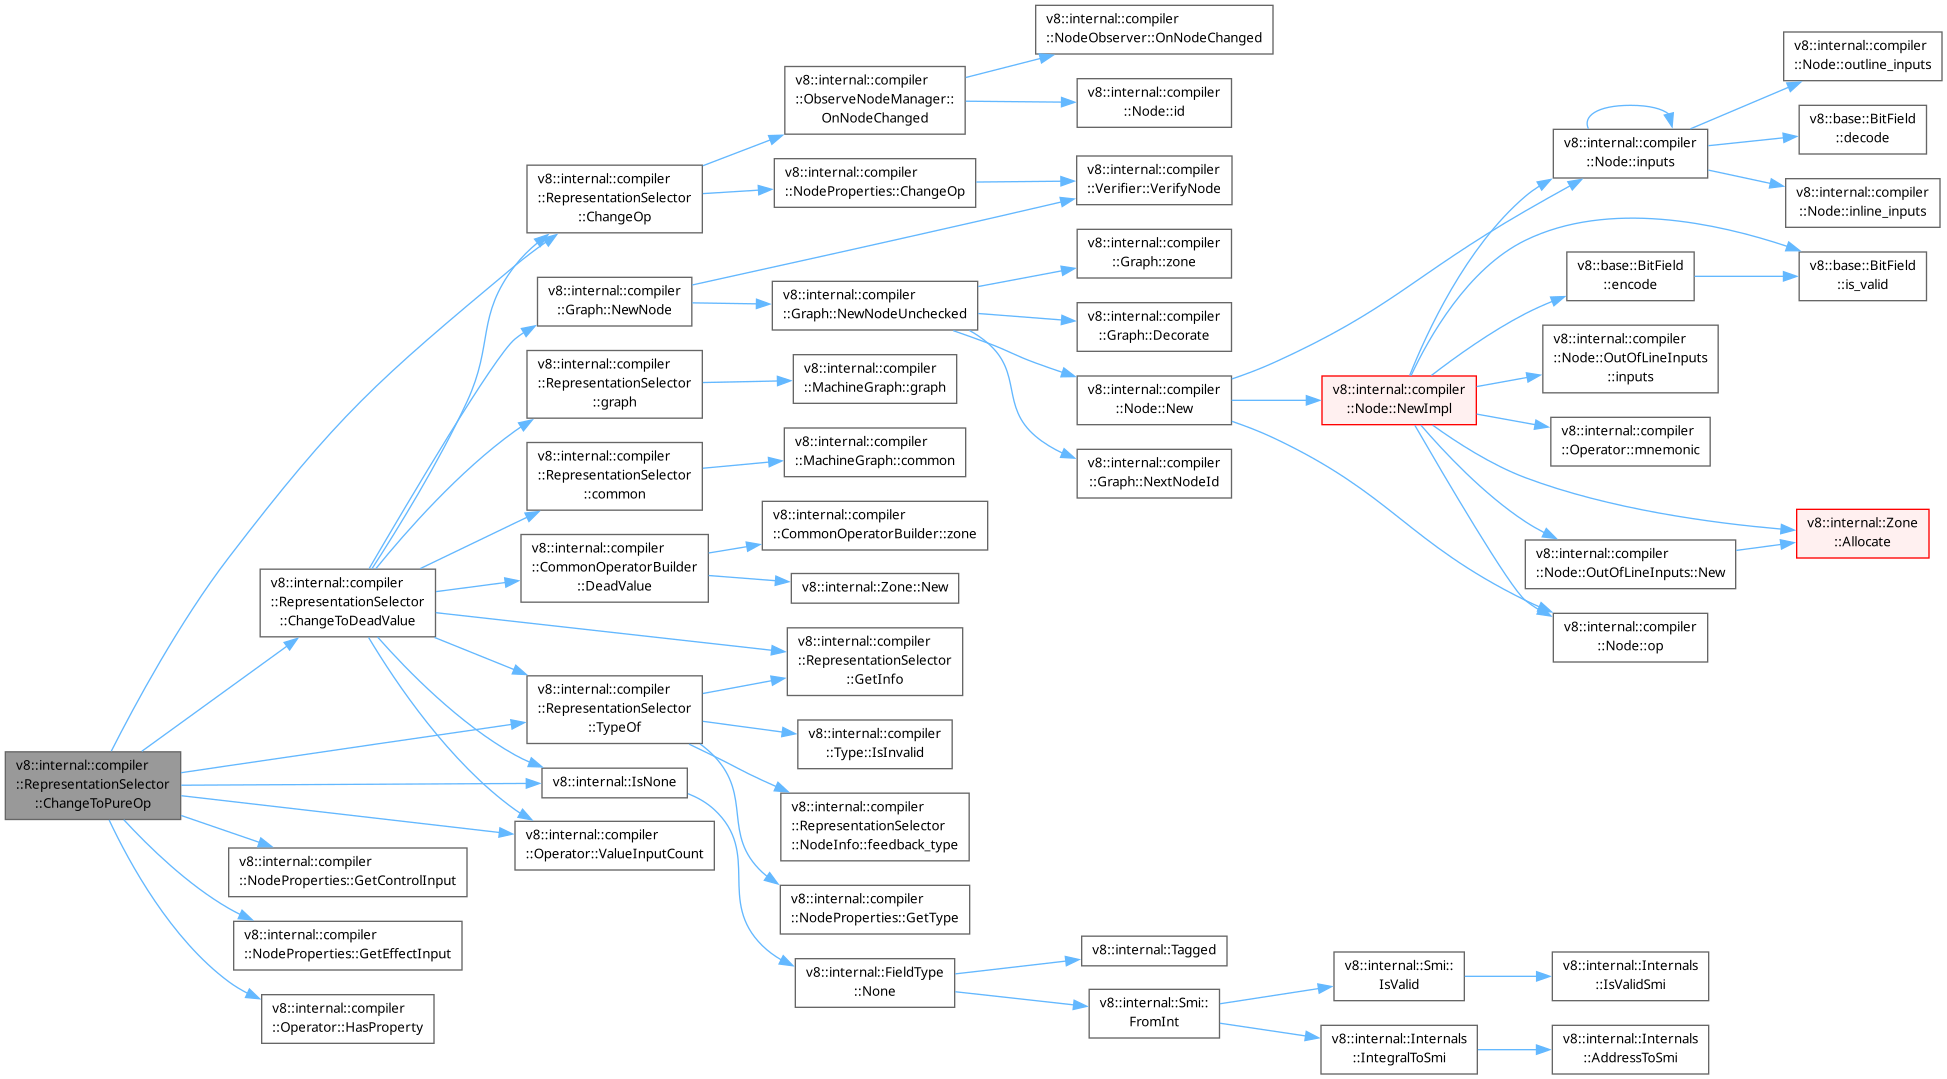 v8::internal::compiler
::RepresentationSelector
::ChangeToPureOp
v8::internal::compiler
::RepresentationSelector
::ChangeToDeadValue
v8::internal::compiler
::NodeProperties::GetControlInput
v8::internal::compiler
::NodeProperties::GetEffectInput
v8::internal::compiler
::Operator::HasProperty
v8::internal::compiler
::RepresentationSelector
::ChangeOp
v8::internal::compiler
::Graph::NewNode
v8::internal::compiler
::RepresentationSelector
::graph
v8::internal::compiler
::RepresentationSelector
::common
v8::internal::compiler
::CommonOperatorBuilder
::DeadValue
v8::internal::compiler
::RepresentationSelector
::TypeOf
v8::internal::IsNone
v8::internal::compiler
::Operator::ValueInputCount
v8::internal::compiler
::ObserveNodeManager::
OnNodeChanged
v8::internal::compiler
::NodeProperties::ChangeOp
v8::internal::compiler
::Graph::NewNodeUnchecked
v8::internal::compiler
::MachineGraph::graph
v8::internal::compiler
::MachineGraph::common
v8::internal::compiler
::CommonOperatorBuilder::zone
v8::internal::Zone::New
v8::internal::compiler
::RepresentationSelector
::GetInfo
v8::internal::compiler
::Type::IsInvalid
v8::internal::compiler
::RepresentationSelector
::NodeInfo::feedback_type
v8::internal::compiler
::NodeProperties::GetType
v8::internal::FieldType
::None
v8::internal::compiler
::NodeObserver::OnNodeChanged
v8::internal::compiler
::Node::id
v8::internal::compiler
::Verifier::VerifyNode
v8::internal::compiler
::Graph::zone
v8::internal::compiler
::Graph::Decorate
v8::internal::compiler
::Node::New
v8::internal::compiler
::Graph::NextNodeId
v8::internal::Tagged
v8::internal::Smi::
FromInt
v8::internal::compiler
::Node::NewImpl
v8::internal::Smi::
IsValid
v8::internal::Internals
::IntegralToSmi
v8::internal::compiler
::Node::inputs
v8::base::BitField
::encode
v8::internal::compiler
::Node::OutOfLineInputs
::inputs
v8::internal::compiler
::Operator::mnemonic
v8::internal::compiler
::Node::OutOfLineInputs::New
v8::internal::compiler
::Node::op
v8::internal::Internals
::IsValidSmi
v8::internal::Internals
::AddressToSmi
v8::internal::compiler
::Node::outline_inputs
v8::base::BitField
::decode
v8::internal::compiler
::Node::inline_inputs
v8::base::BitField
::is_valid
v8::internal::Zone
::Allocate